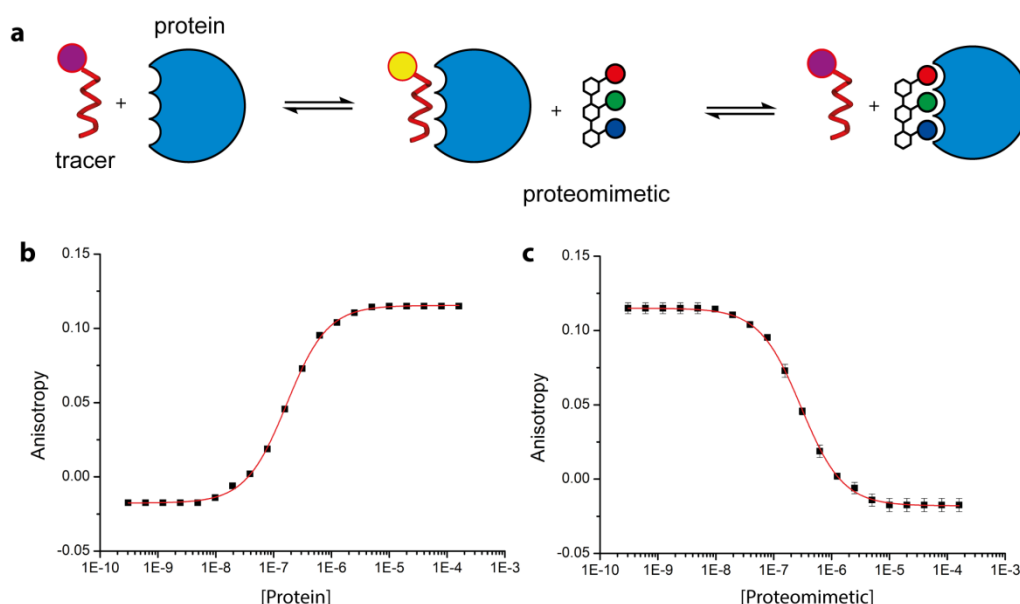 a
protein
+
+
+
tracer
proteomimetic
b
0.15
0.10
0.05
0.00
-0.05
Anisotropy
1E-10 1E-9 1E-8 1E-7 1E-6 1E-5 1E-4 1E-3
[Protein]
c
0.15
0.10
0.05
0.00
-0.05
Anisotropy
1E-10 1E-9 1E-8 1E-7 1E-6 1E-5 1E-4 1E-3
[Proteomimetic]